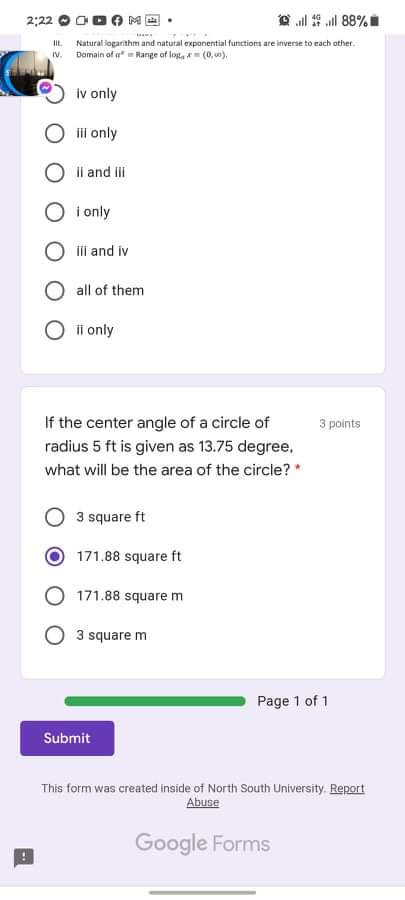 2:22
4G
88%
III. Natural logarithm and natural exponential functions are inverse to each other.
IV. Domain of aˣ = Range of logₐ x = (0, ∞).
iv only
iii only
ii and iii
i only
iii and iv
all of them
ii only
If the center angle of a circle of 3 points
radius 5 ft is given as 13.75 degree,
what will be the area of the circle? *
3 square ft
171.88 square ft
171.88 square m
3 square m
Page 1 of 1
Submit
This form was created inside of North South University. Report
Abuse
Google Forms